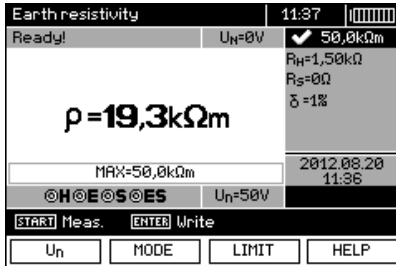 Earth resistivity 11:37
Ready! UN=0V ✔ 50,0kΩm
RH=1,50kΩ
RS=0Ω
δ=1%
ρ=19,3kΩm
MAX=50,0kΩm
2012.08.20
11:36
⊙H⊙E⊙S⊙ES Un=50V
START Meas. ENTER Write
Un MODE LIMIT HELP